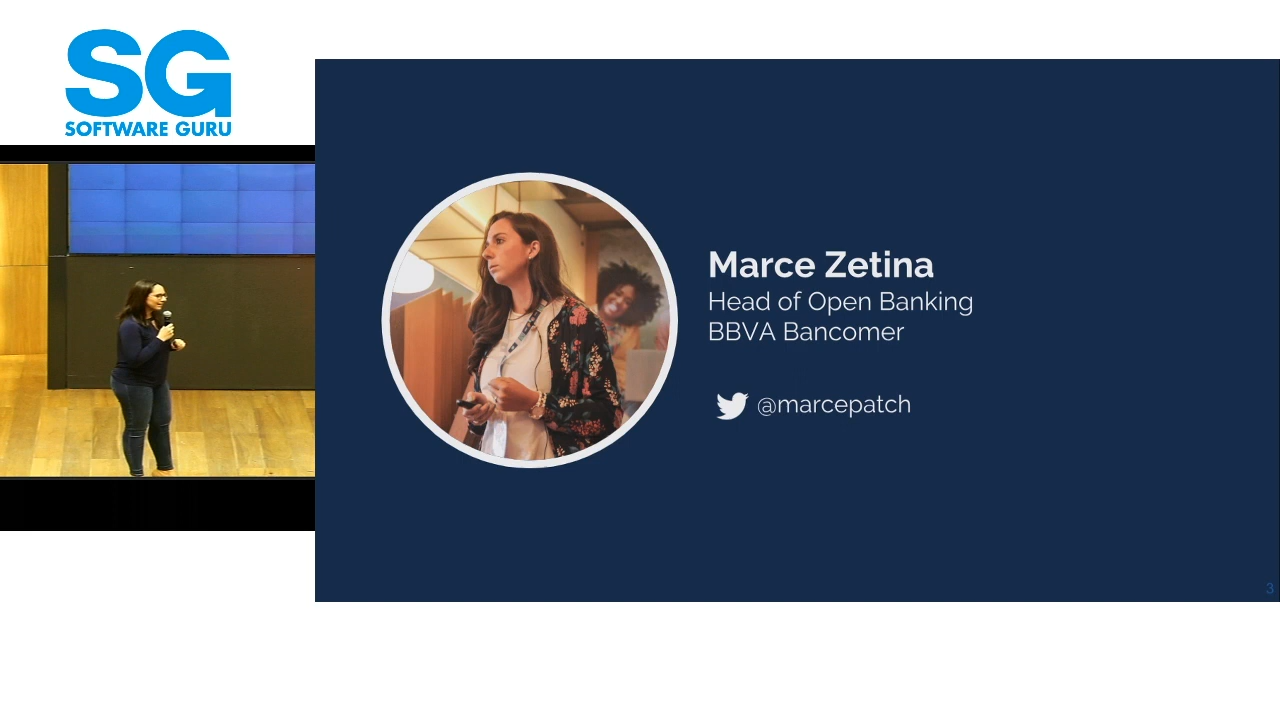 SG
SOFTWARE GURU
Marce Zetina
Head of Open Banking
BBVA Bancomer
@marcepatch
3